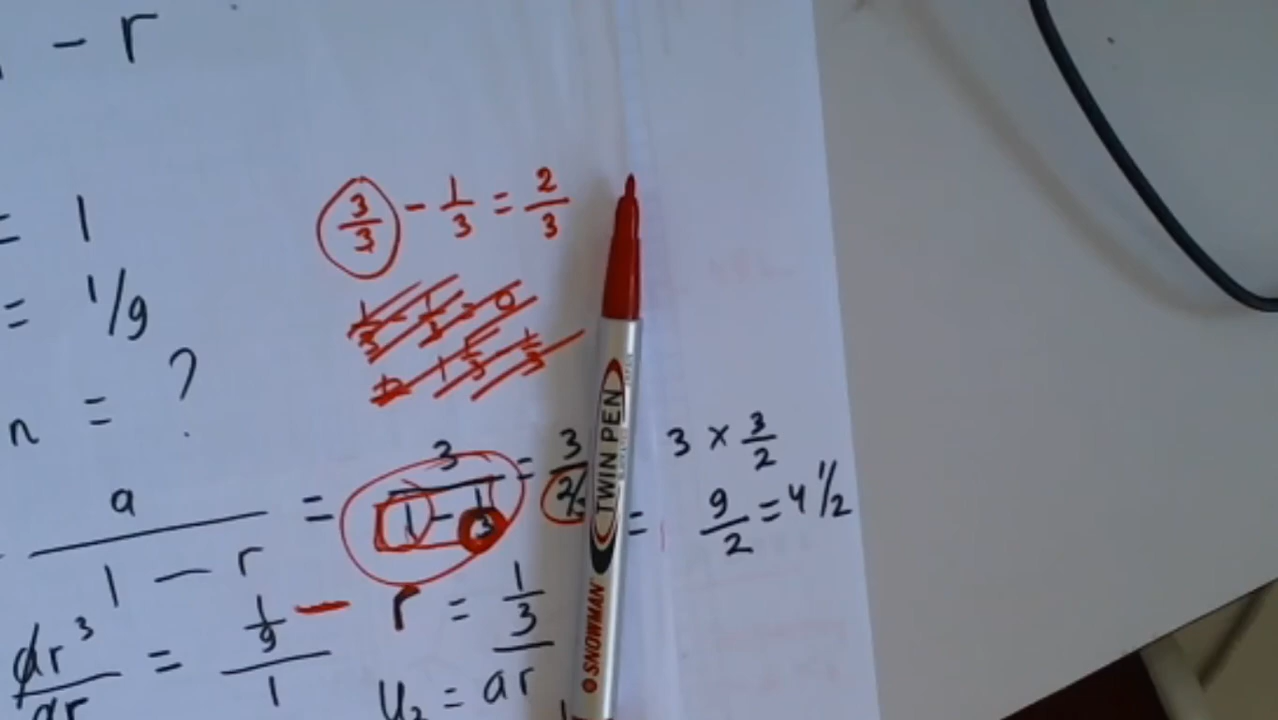 - r
= 1
3/3 - 1/3 = 2/3
= 1/9
n = ?
a / 1 - r = 3 / 1 - 1/3 = 3 / 2/3 = 3 × 3/2
9/2 = 4 1/2
ar³ / ar = 1/9 / 1
r = 1/3
U₂ = ar
TWIN PEN
SNOWMAN